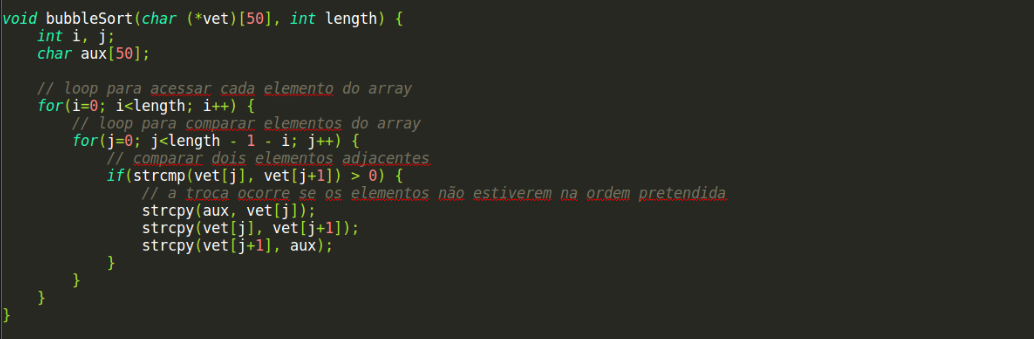 void bubbleSort(char (*vet)[50], int length) {
    int i, j;
    char aux[50];

    // loop para acessar cada elemento do array
    for(i=0; i<length; i++) {
        // loop para comparar elementos do array
        for(j=0; j<length - 1 - i; j++) {
            // comparar dois elementos adjacentes
            if(strcmp(vet[j], vet[j+1]) > 0) {
                // a troca ocorre se os elementos não estiverem na ordem pretendida
                strcpy(aux, vet[j]);
                strcpy(vet[j], vet[j+1]);
                strcpy(vet[j+1], aux);
            }
        }
    }
}